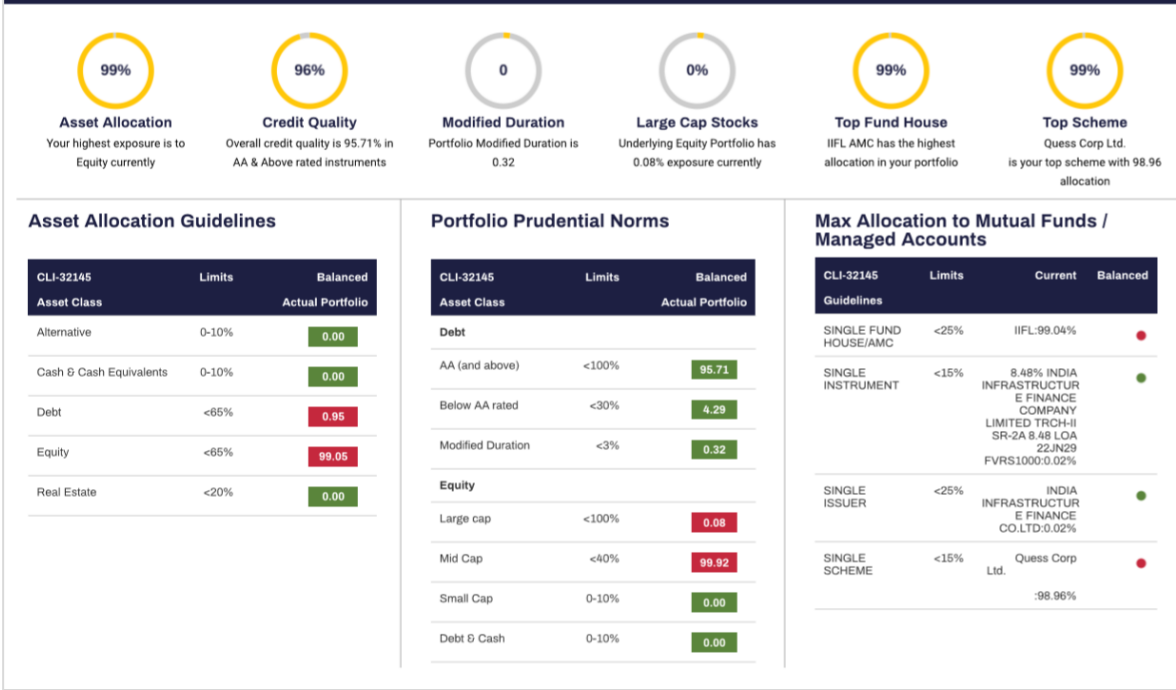 99%
96%
0
0%
99%
99%
Asset Allocation
Your highest exposure is to
Equity currently
Credit Quality
Overall credit quality is 95.71% in
AA & Above rated instruments
Modified Duration
Portfolio Modified Duration is
0.32
Large Cap Stocks
Underlying Equity Portfolio has
0.08% exposure currently
Top Fund House
IIFL AMC has the highest
allocation in your portfolio
Top Scheme
Quess Corp Ltd.
is your top scheme with 98.96
allocation
Asset Allocation Guidelines
CLI-32145 Limits Balanced
Asset Class Actual Portfolio
Alternative 0-10% 0.00
Cash & Cash Equivalents 0-10% 0.00
Debt <65% 0.95
Equity <65% 99.05
Real Estate <20% 0.00
Portfolio Prudential Norms
CLI-32145 Limits Balanced
Asset Class Actual Portfolio
Debt
AA (and above) <100% 95.71
Below AA rated <30% 4.29
Modified Duration <3% 0.32
Equity
Large cap <100% 0.08
Mid Cap <40% 99.92
Small Cap 0-10% 0.00
Debt & Cash 0-10% 0.00
Max Allocation to Mutual Funds /
Managed Accounts
CLI-32145 Limits Current Balanced
Guidelines
SINGLE FUND <25% IIFL:99.04%
HOUSE/AMC
SINGLE <15% 8.48% INDIA
INSTRUMENT INFRASTRUCTUR
E FINANCE
COMPANY
LIMITED TRCH-II
SR-2A 8.48 LOA
22JN29
FVRS1000:0.02%
SINGLE <25% INDIA
ISSUER INFRASTRUCTUR
E FINANCE
CO.LTD:0.02%
SINGLE <15% Quess Corp
SCHEME Ltd.
:98.96%